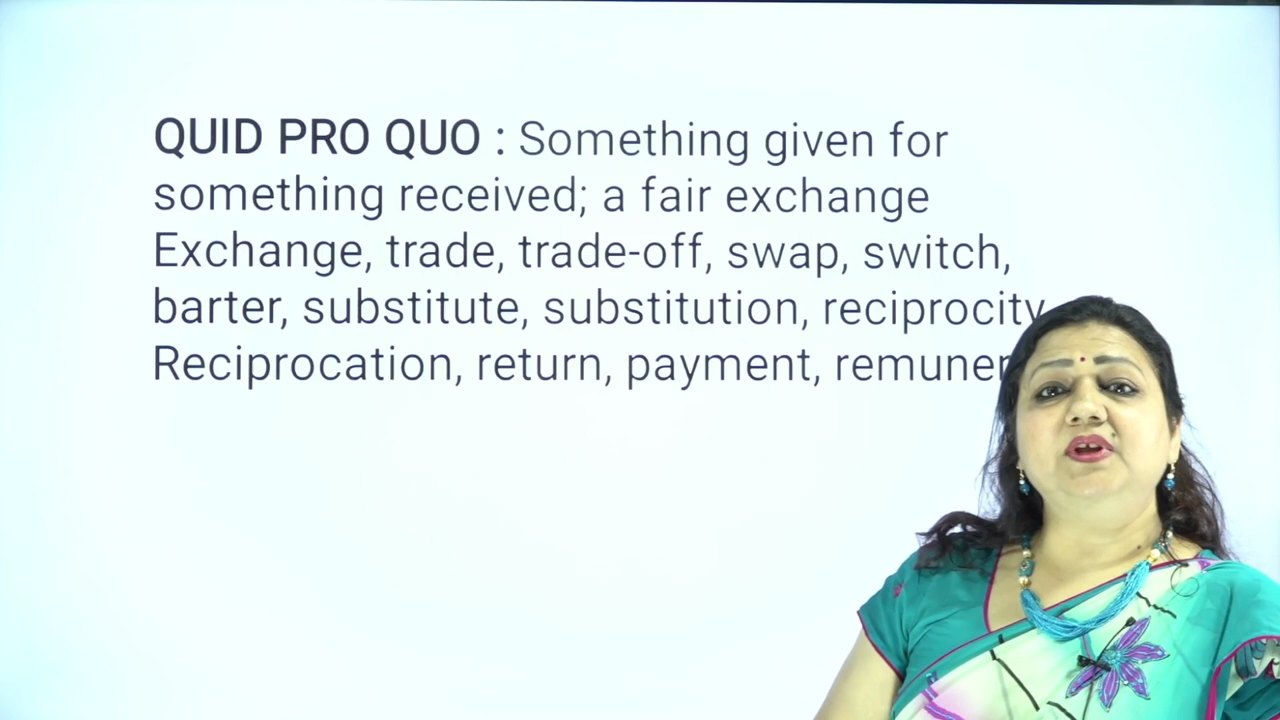 QUID PRO QUO : Something given for
something received; a fair exchange
Exchange, trade, trade-off, swap, switch,
barter, substitute, substitution, reciprocity
Reciprocation, return, payment,